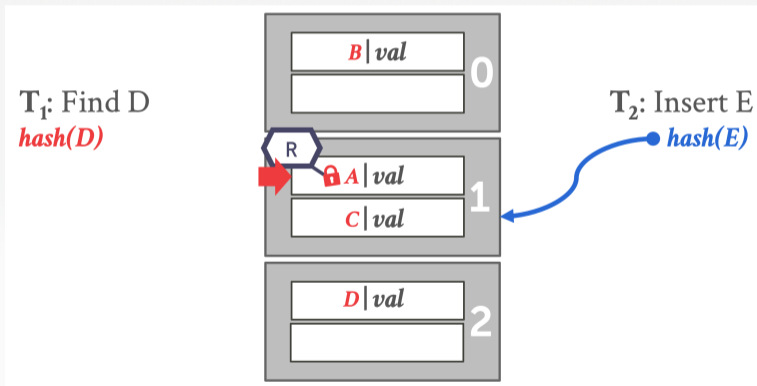 B|val
0
T₁: Find D
hash(D)
T₂: Insert E
hash(E)
R
A|val
1
C|val
D|val
2